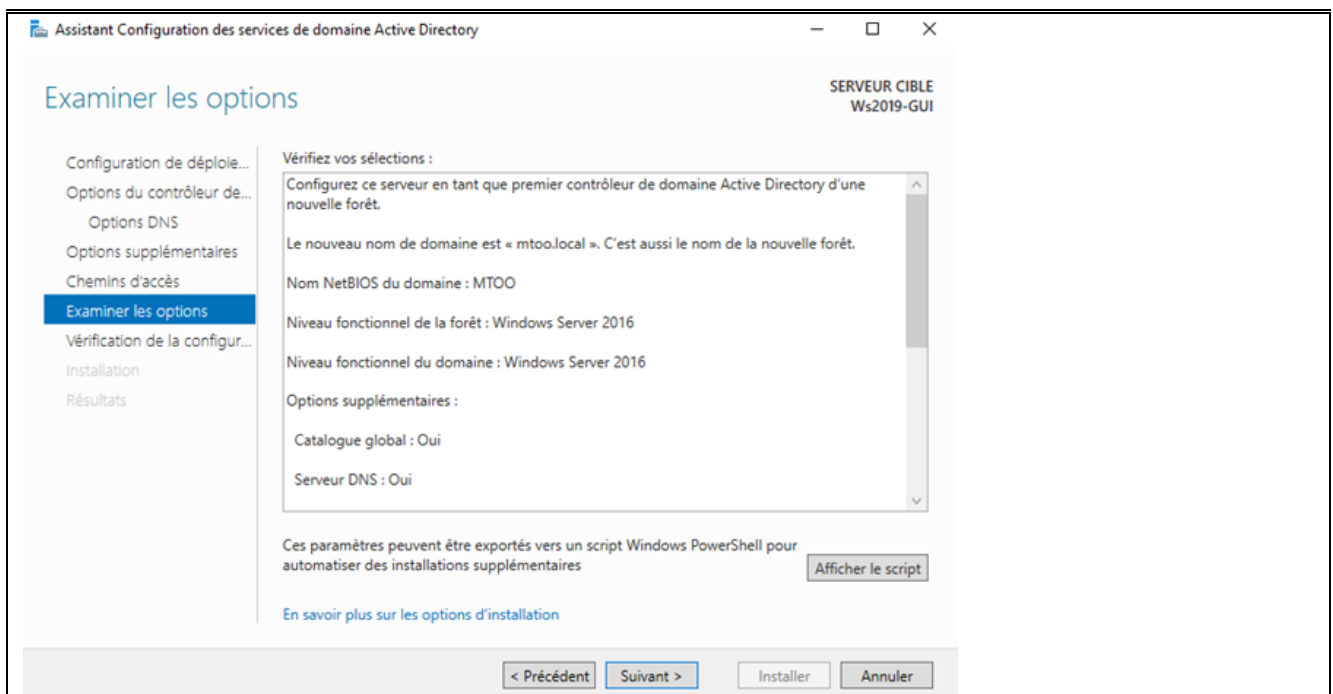 Assistant Configuration des services de domaine Active Directory
Examiner les options
SERVEUR CIBLE
Ws2019-GUI
Configuration de déploie...
Options du contrôleur de...
Options DNS
Options supplémentaires
Chemins d'accès
Examiner les options
Vérification de la configur...
Installation
Résultats
Vérifiez vos sélections :
Configurez ce serveur en tant que premier contrôleur de domaine Active Directory d'une
nouvelle forêt.
Le nouveau nom de domaine est « mtoo.local ». C'est aussi le nom de la nouvelle forêt.
Nom NetBIOS du domaine : MTOO
Niveau fonctionnel de la forêt : Windows Server 2016
Niveau fonctionnel du domaine : Windows Server 2016
Options supplémentaires :
Catalogue global : Oui
Serveur DNS : Oui
Ces paramètres peuvent être exportés vers un script Windows PowerShell pour
automatiser des installations supplémentaires
Afficher le script
En savoir plus sur les options d'installation
< Précédent
Suivant >
Installer
Annuler